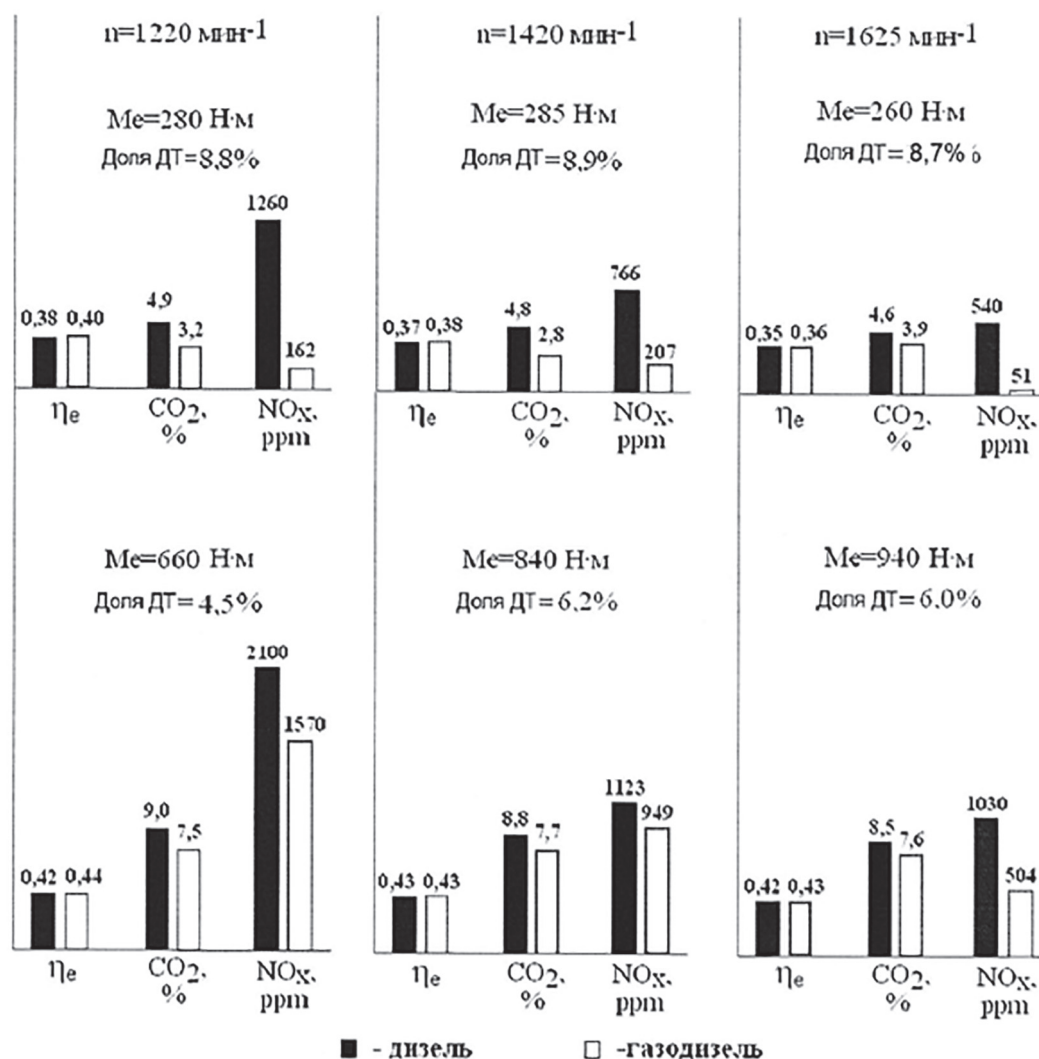 n=1220 мин-1
Me=280 Н·м
Доля ДТ=8,8%
1260
4,9
0,38 0,40
3,2
162
ηe
CO2, %
NOx, ppm
n=1420 мин-1
Me=285 Н·м
Доля ДТ=8,9%
766
4,8
0,37 0,38
2,8
207
ηe
CO2, %
NOx, ppm
n=1625 мин-1
Me=260 Н·м
Доля ДТ=8,7%
540
4,6
3,9
0,35 0,36
51
ηe
CO2, %
NOx, ppm
Me=660 Н·м
Доля ДТ=4,5%
2100
1570
9,0
7,5
0,42 0,44
ηe
CO2, %
NOx, ppm
Me=840 Н·м
Доля ДТ=6,2%
1123
949
8,8
7,7
0,43 0,43
ηe
CO2, %
NOx, ppm
Me=940 Н·м
Доля ДТ=6,0%
1030
8,5
7,6
504
0,42 0,43
ηe
CO2, %
NOx, ppm
- дизель
-газодизель